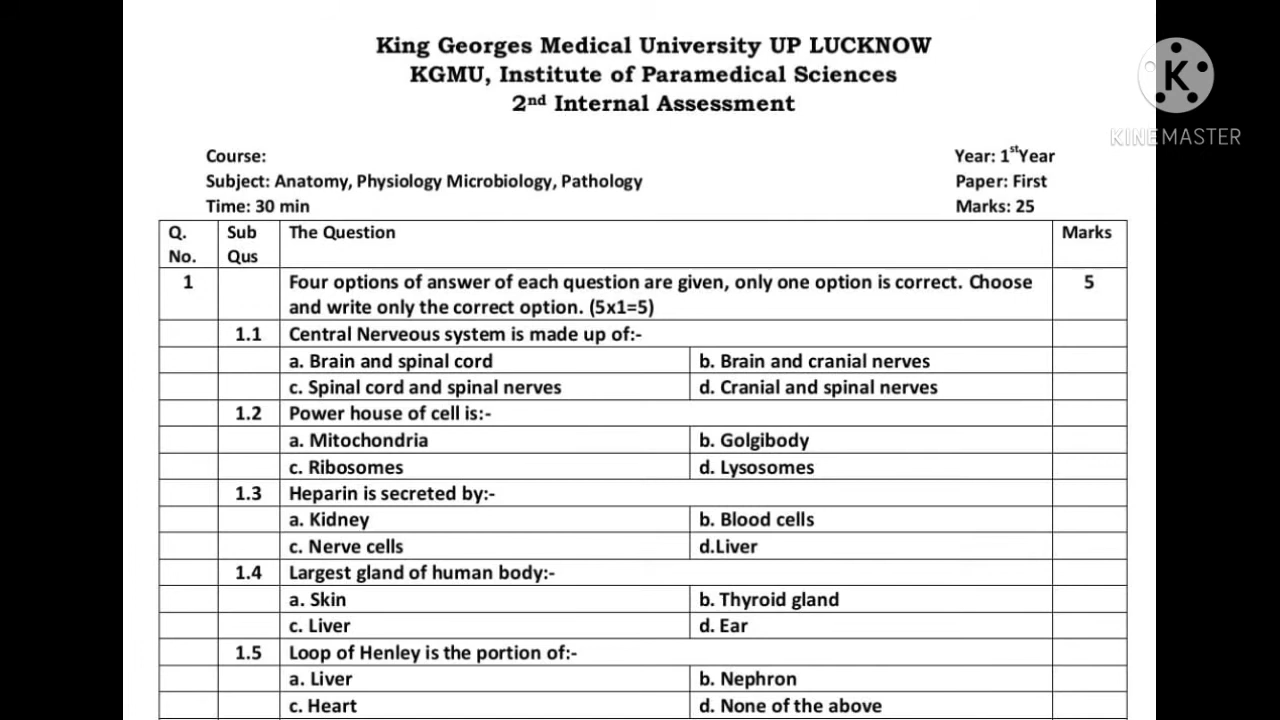 King Georges Medical University UP LUCKNOW
KGMU, Institute of Paramedical Sciences
2nd Internal Assessment
K
KINEMASTER
Course: Year: 1stYear
Subject: Anatomy, Physiology Microbiology, Pathology Paper: First
Time: 30 min Marks: 25
Q. No. Sub Qus The Question Marks
1 Four options of answer of each question are given, only one option is correct. Choose 5
and write only the correct option. (5x1=5)
1.1 Central Nerveous system is made up of:-
a. Brain and spinal cord b. Brain and cranial nerves
c. Spinal cord and spinal nerves d. Cranial and spinal nerves
1.2 Power house of cell is:-
a. Mitochondria b. Golgibody
c. Ribosomes d. Lysosomes
1.3 Heparin is secreted by:-
a. Kidney b. Blood cells
c. Nerve cells d.Liver
1.4 Largest gland of human body:-
a. Skin b. Thyroid gland
c. Liver d. Ear
1.5 Loop of Henley is the portion of:-
a. Liver b. Nephron
c. Heart d. None of the above